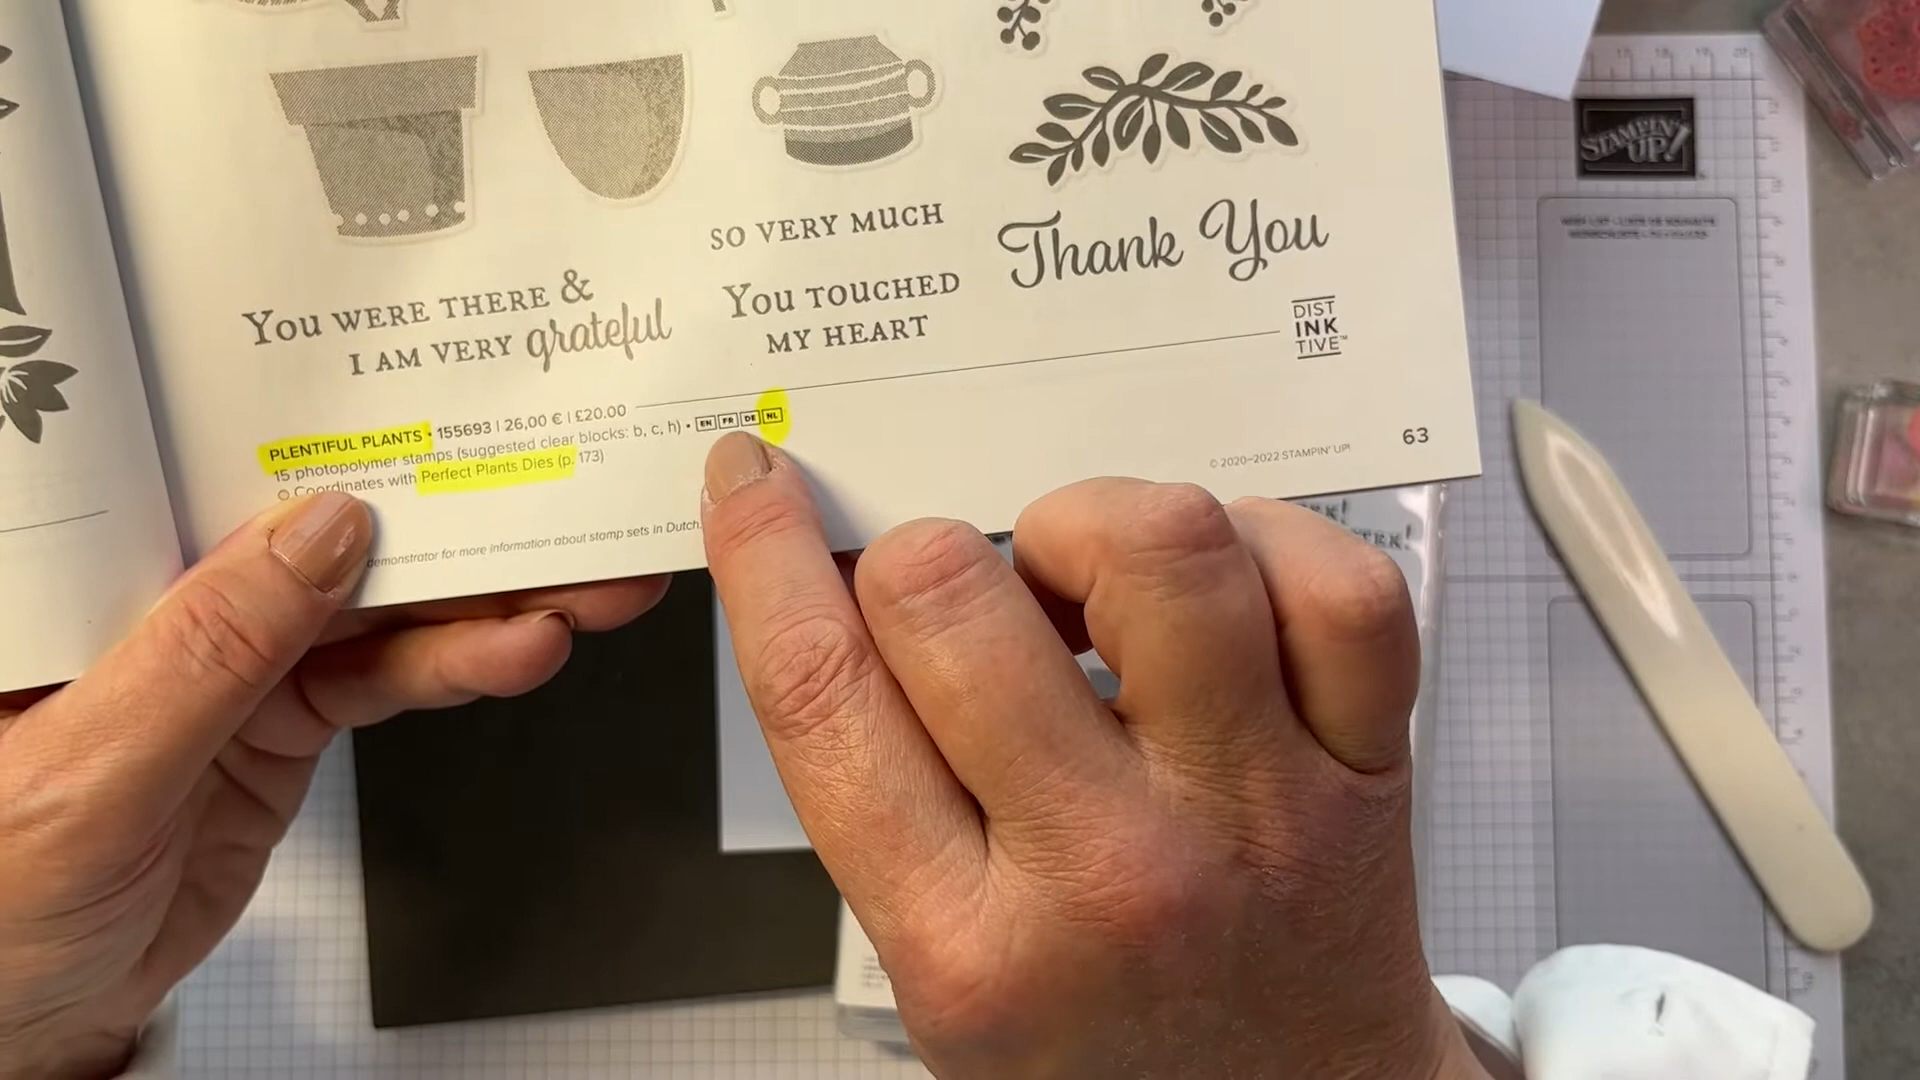 SO VERY MUCH
Thank You
You WERE THERE &
I AM VERY grateful
You TOUCHED
MY HEART
DIST
INK
TIVE™
PLENTIFUL PLANTS • 155693 | 26,00 € | £20.00
15 photopolymer stamps (suggested clear blocks: b, c, h) • EN FR DE NL
Coordinates with Perfect Plants Dies (p. 173)
demonstrator for more information about stamp sets in Dutch.
© 2020–2022 STAMPIN' UP!
63
STAMPIN' UP!